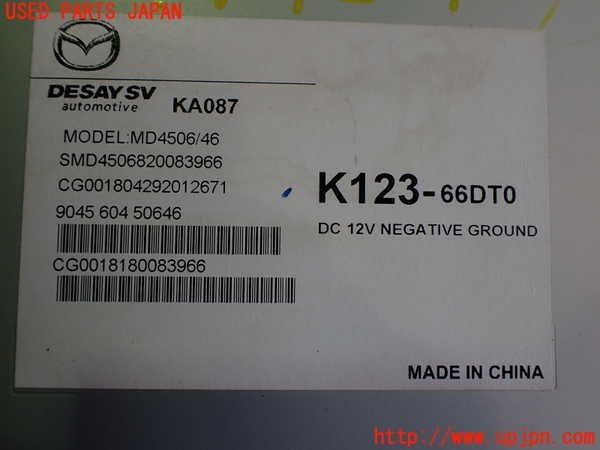 USED PARTS JAPAN
DESAY SV
automotive
KA087
MODEL:MD4506/46
SMD4506820083966
CG001804292012671
9045 604 50646
CG0018180083966
K123-66DT0
DC 12V NEGATIVE GROUND
MADE IN CHINA
http://www.upjpn.com